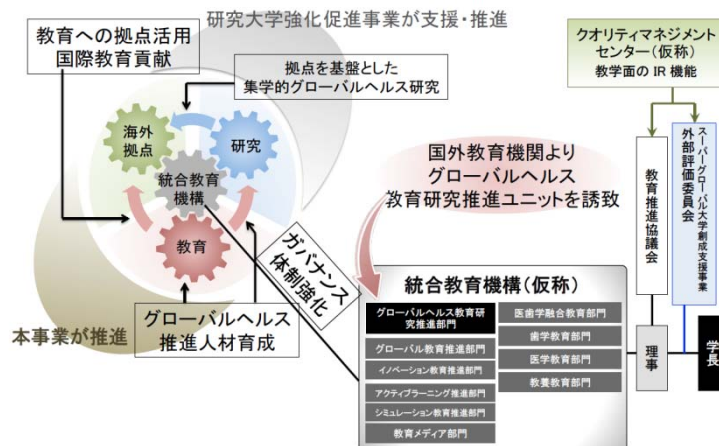 研究大学強化促進事業が支援・推進
教育への拠点活用
国際教育貢献
拠点を基盤とした
集学的グローバルヘルス研究
海外
拠点
研究
統合教育
機構
教育
本事業が推進
グローバルヘルス
推進人材育成
ガバナンス
体制強化
国外教育機関より
グローバルヘルス
教育研究推進ユニットを誘致
統合教育機構(仮称)
グローバルヘルス教育研
究推進部門
グローバル教育推進部門
イノベーション教育推進部門
アクティブラーニング推進部門
シミュレーション教育推進部門
教育メディア部門
医歯学融合教育部門
歯学教育部門
医学教育部門
教養教育部門
クオリティマネジメント
センター(仮称)
教学面の IR 機能
教育推進協議会
スーパーグローバル大学創成支援事業
外部評価委員会
理事
学長